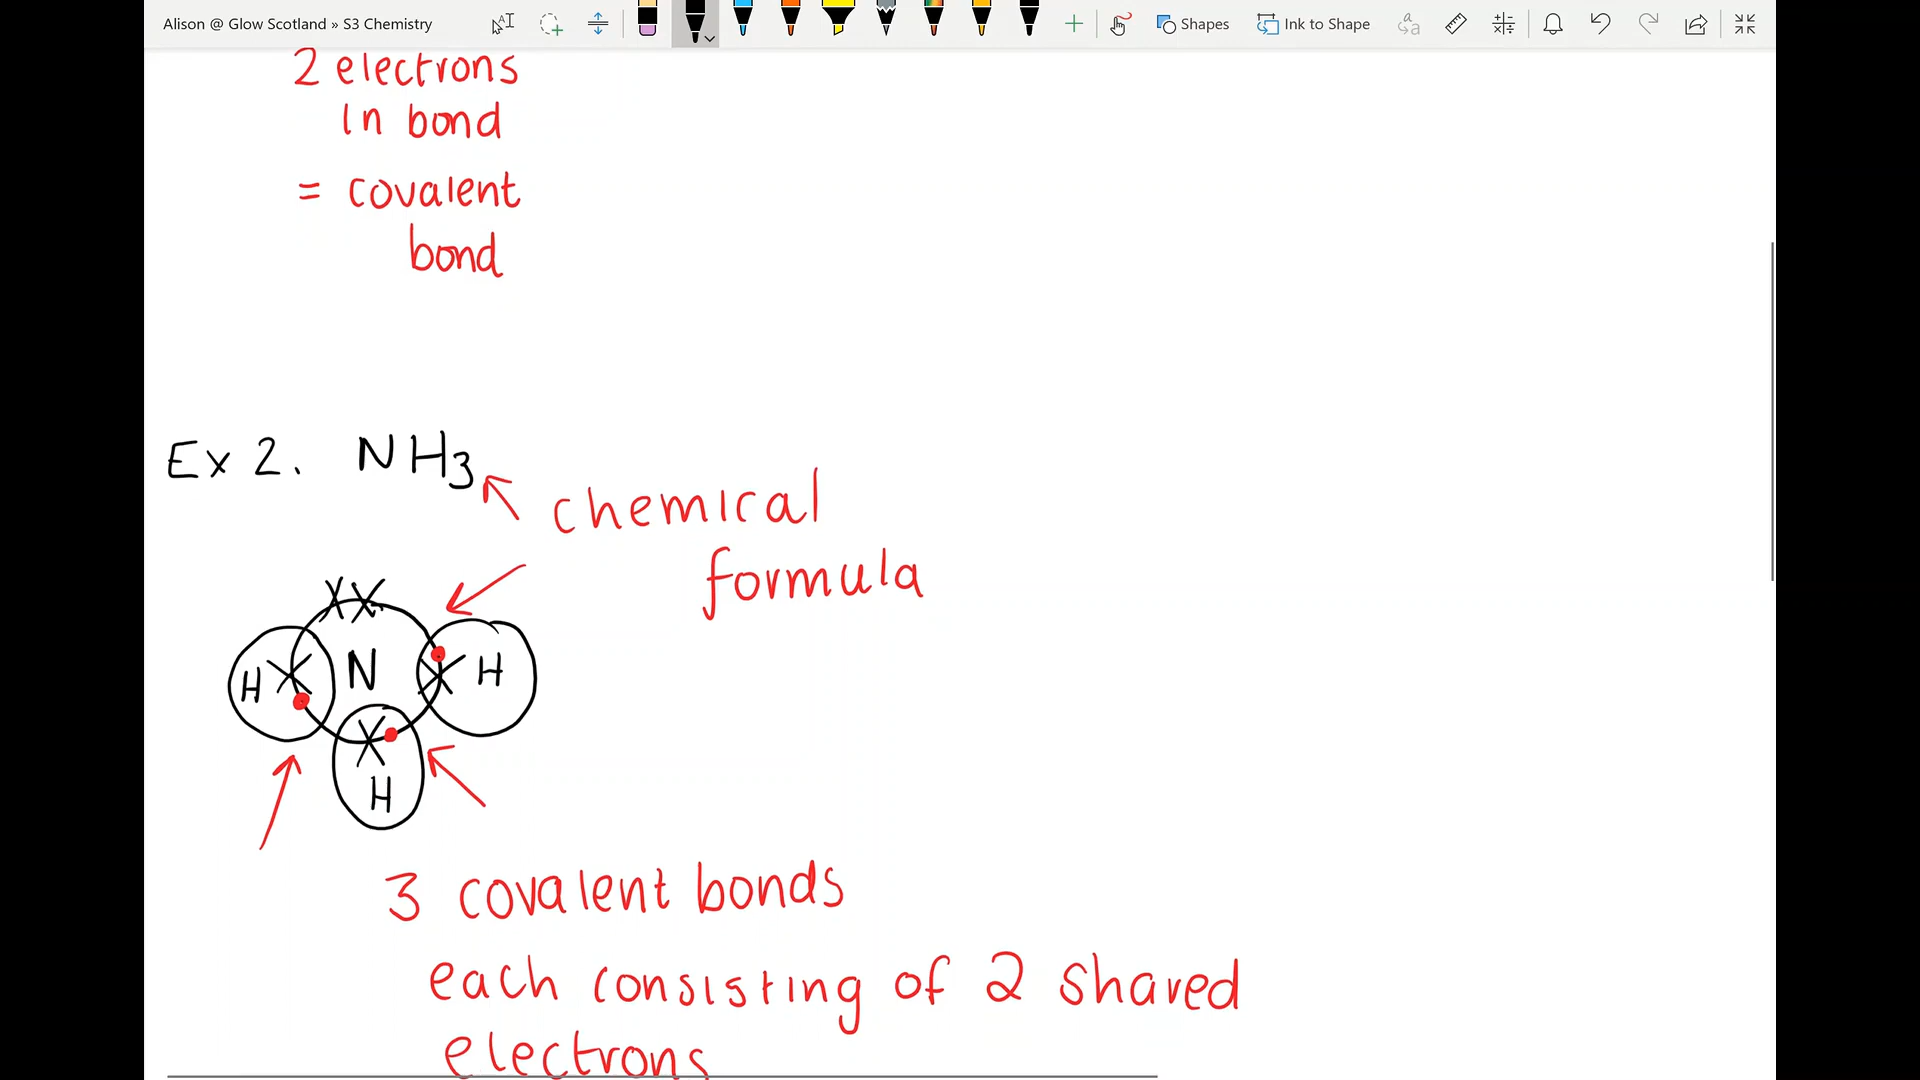 Alison @ Glow Scotland » S3 Chemistry
Shapes
Ink to Shape
2 electrons
in bond
= covalent
bond
Ex 2. NH3
chemical
formula
XX
H X N X H
X
H
3 covalent bonds
each consisting of 2 shared
electrons